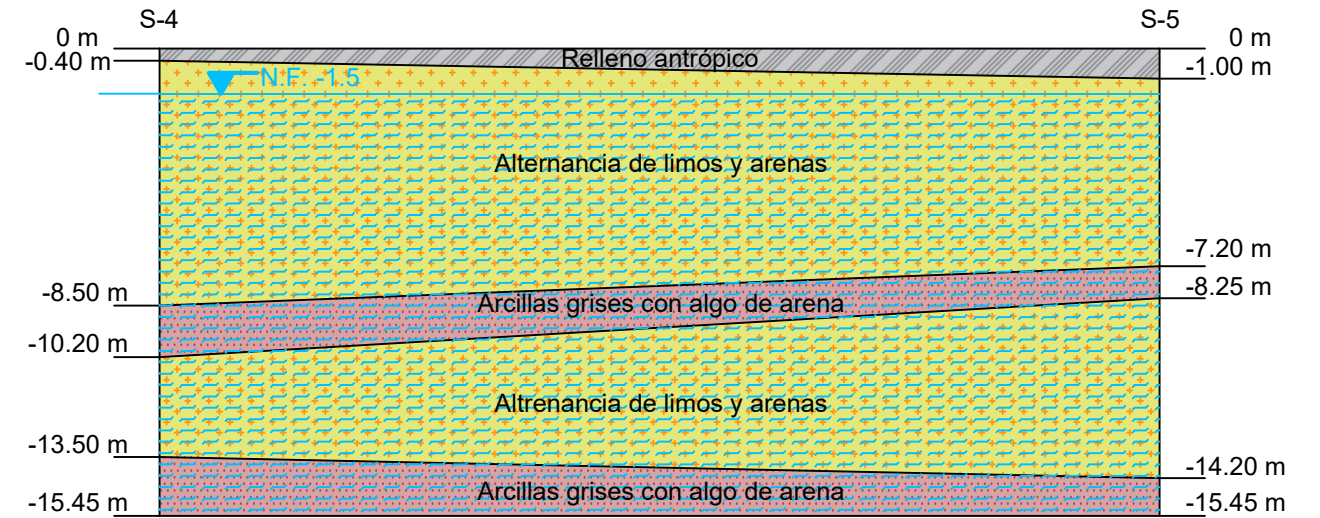 S-4
S-5
0 m
0 m
-0.40 m
Relleno antrópico
-1.00 m
N.F. -1.5
Alternancia de limos y arenas
-7.20 m
-8.50 m
-8.25 m
Arcillas grises con algo de arena
-10.20 m
Altrenancia de limos y arenas
-13.50 m
-14.20 m
Arcillas grises con algo de arena
-15.45 m
-15.45 m